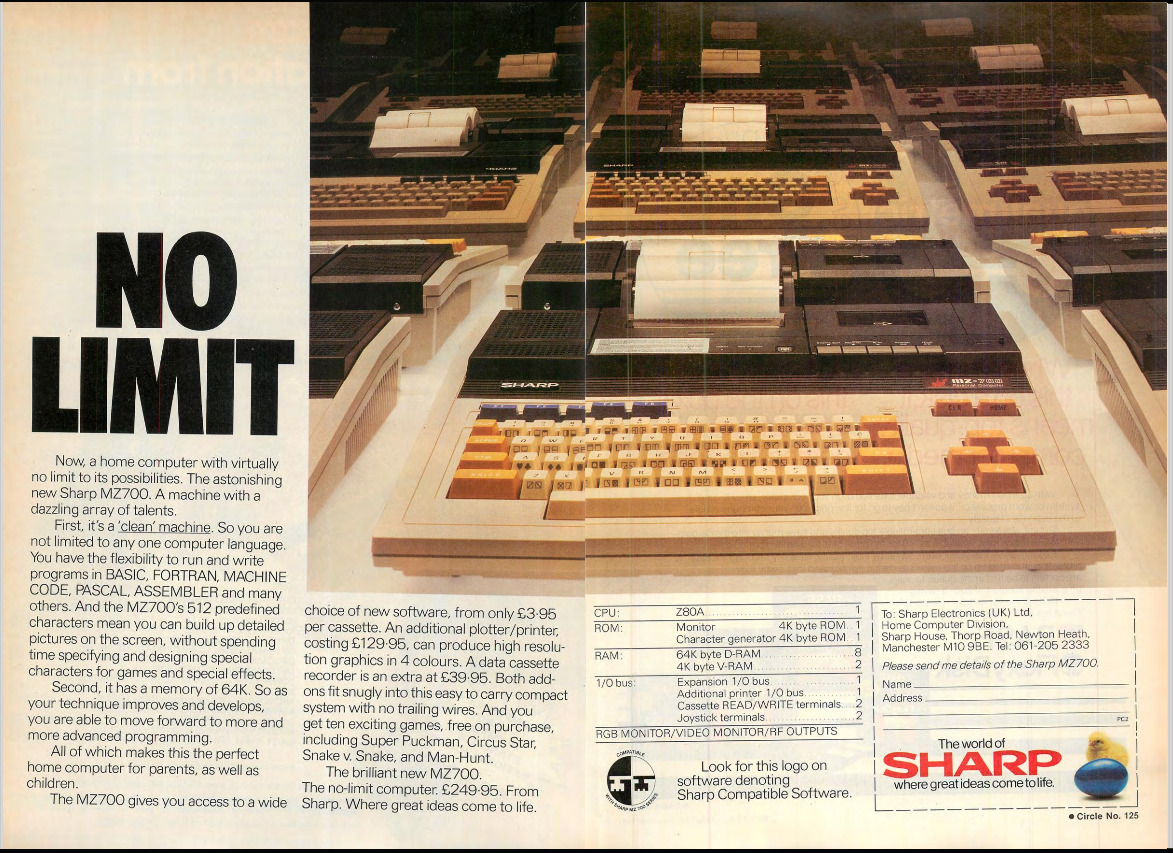 NO
LIMIT
Now, a home computer with virtually
no limit to its possibilities. The astonishing
new Sharp MZ700. A machine with a
dazzling array of talents.
First, it's a 'clean' machine. So you are
not limited to any one computer language.
You have the flexibility to run and write
programs in BASIC, FORTRAN, MACHINE
CODE, PASCAL, ASSEMBLER and many
others. And the MZ700's 512 predefined
characters mean you can build up detailed
pictures on the screen, without spending
time specifying and designing special
characters for games and special effects.
Second, it has a memory of 64K. So as
your technique improves and develops,
you are able to move forward to more and
more advanced programming.
All of which makes this the perfect
home computer for parents, as well as
children.
The MZ700 gives you access to a wide
choice of new software, from only £3·95
per cassette. An additional plotter/printer,
costing £129·95, can produce high resolu-
tion graphics in 4 colours. A data cassette
recorder is an extra at £39·95. Both add-
ons fit snugly into this easy to carry compact
system with no trailing wires. And you
get ten exciting games, free on purchase,
including Super Puckman, Circus Star,
Snake v. Snake, and Man-Hunt.
The brilliant new MZ700.
The no-limit computer. £249·95. From
Sharp. Where great ideas come to life.
SHARP
MZ-700
Personal Computer
CLR HOME
CPU: Z80A 1
ROM: Monitor 4K byte ROM 1
Character generator 4K byte ROM 1
RAM: 64K byte D-RAM 8
4K byte V-RAM 2
1/0 bus: Expansion 1/0 bus 1
Additional printer 1/0 bus 1
Cassette READ/WRITE terminals 2
Joystick terminals 2
RGB MONITOR/VIDEO MONITOR/RF OUTPUTS
COMPATIBLE
WITH SHARP MZ 700 SERIES
Look for this logo on
software denoting
Sharp Compatible Software.
To: Sharp Electronics (UK) Ltd,
Home Computer Division,
Sharp House, Thorp Road, Newton Heath,
Manchester M10 9BE. Tel: 061-205 2333
Please send me details of the Sharp MZ700.
Name
Address
PC2
The world of
SHARP
where great ideas come to life.
• Circle No. 125